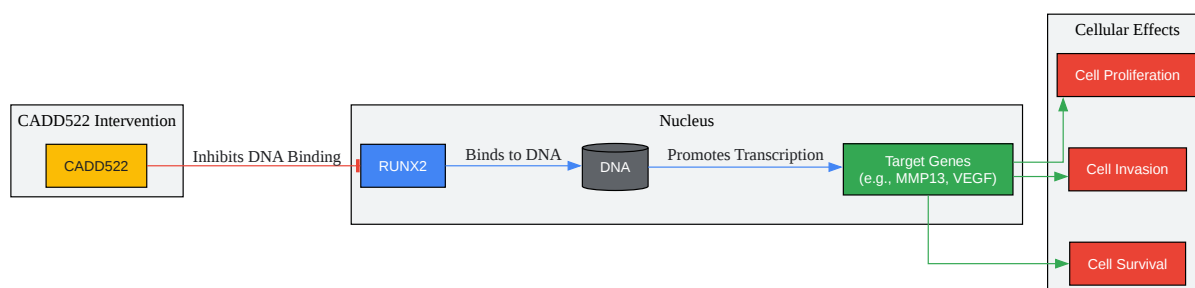 CADD522 Intervention
CADD522
Inhibits DNA Binding
Nucleus
RUNX2
Binds to DNA
DNA
Promotes Transcription
Target Genes
(e.g., MMP13, VEGF)
Cellular Effects
Cell Proliferation
Cell Invasion
Cell Survival